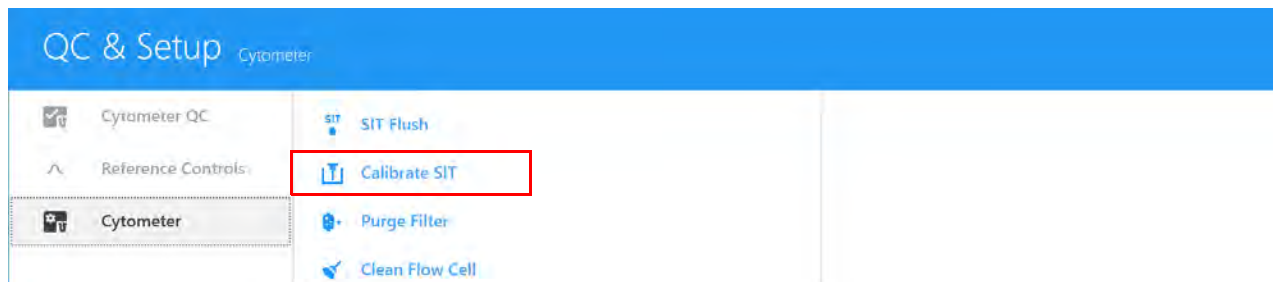 QC & Setup Cytometer
Cytometer QC
Reference Controls
Cytometer
SIT
SIT Flush
Calibrate SIT
Purge Filter
Clean Flow Cell